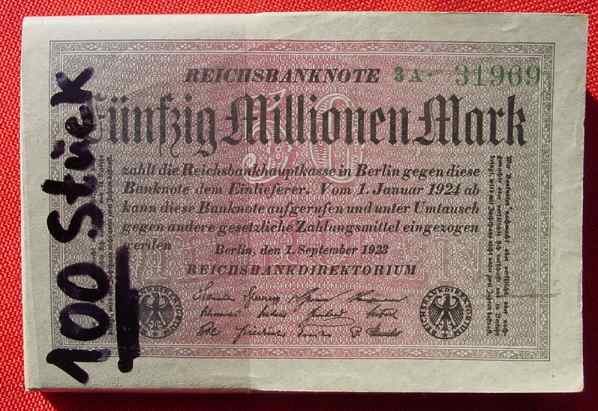 100 Stück
REICHSBANKNOTE 8A· 31969
Fünfzig Millionen Mark
zahlt die Reichsbankhauptkasse in Berlin gegen diese
Banknote dem Einlieferer. Vom 1. Januar 1924 ab
kann diese Banknote aufgerufen und unter Umtausch
gegen andere gesetzliche Zahlungsmittel eingezogen
werden
Berlin, den 1. September 1923
REICHSBANKDIREKTORIUM
50